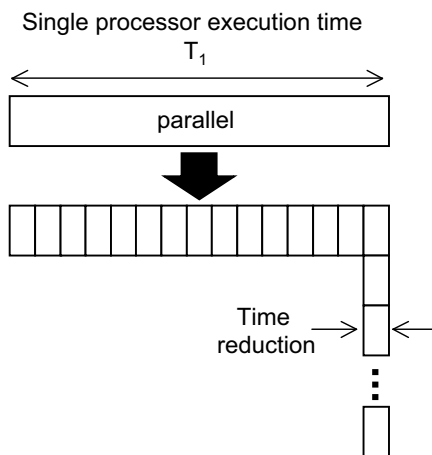 Single processor execution time
T₁
parallel
Time
reduction